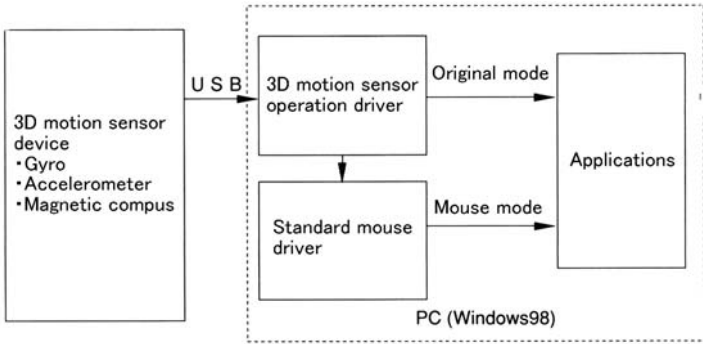 3D motion sensor
device
・Gyro
・Accelerometer
・Magnetic compus
U S B
3D motion sensor
operation driver
Original mode
Standard mouse
driver
Mouse mode
Applications
PC (Windows98)